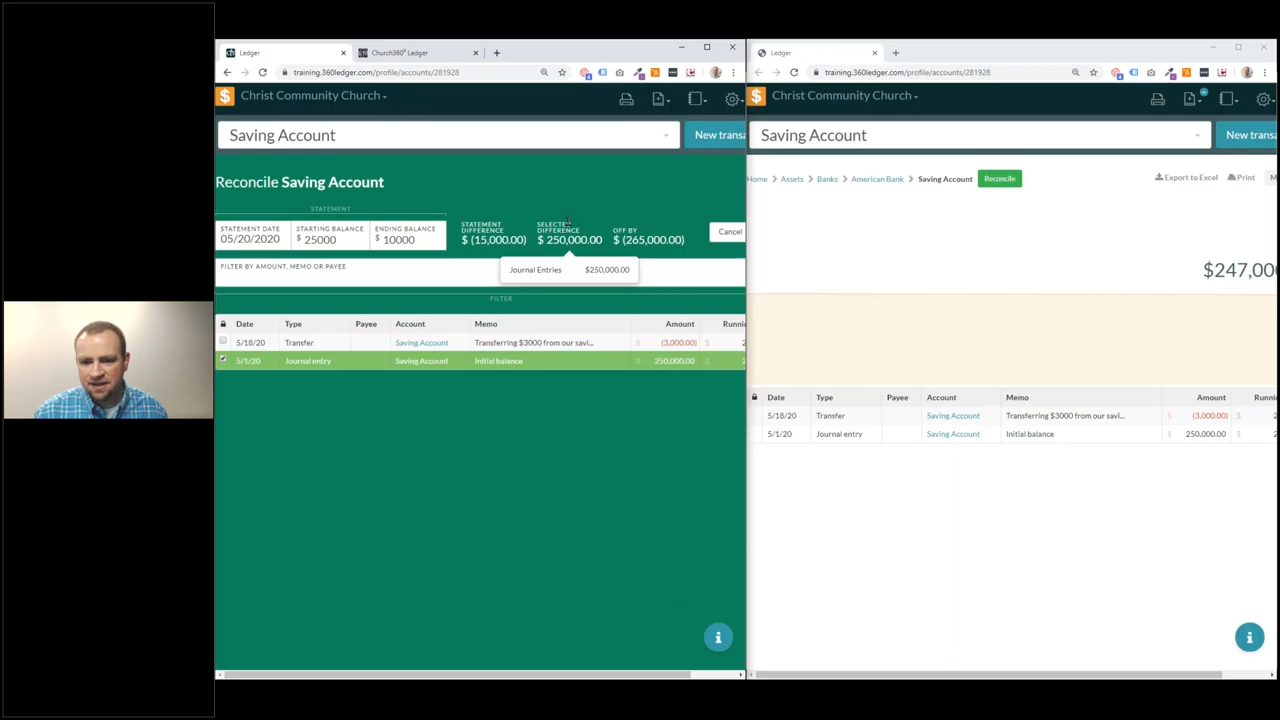 Ledger
Church360° Ledger
training.360ledger.com/profile/accounts/281928
$ Christ Community Church
Saving Account
New transa
Reconcile Saving Account
STATEMENT
STATEMENT DATE
05/20/2020
STARTING BALANCE
$ 25000
ENDING BALANCE
$ 10000
STATEMENT DIFFERENCE
$ (15,000.00)
SELECTED DIFFERENCE
$ 250,000.00
OFF BY
$ (265,000.00)
Cancel
Journal Entries $250,000.00
FILTER BY AMOUNT, MEMO OR PAYEE
FILTER
Date Type Payee Account Memo Amount Runni
5/18/20 Transfer Saving Account Transferring $3000 from our savi... $ (3,000.00) $ 2
5/1/20 Journal entry Saving Account Initial balance $ 250,000.00 $ 2
i
Ledger
training.360ledger.com/profile/accounts/281928
$ Christ Community Church
Saving Account
New transa
Home > Assets > Banks > American Bank > Saving Account Reconcile
Export to Excel Print M
$247,00
Date Type Payee Account Memo Amount Runni
5/18/20 Transfer Saving Account Transferring $3000 from our savi... $ (3,000.00) $ 2
5/1/20 Journal entry Saving Account Initial balance $ 250,000.00 $ 2
i